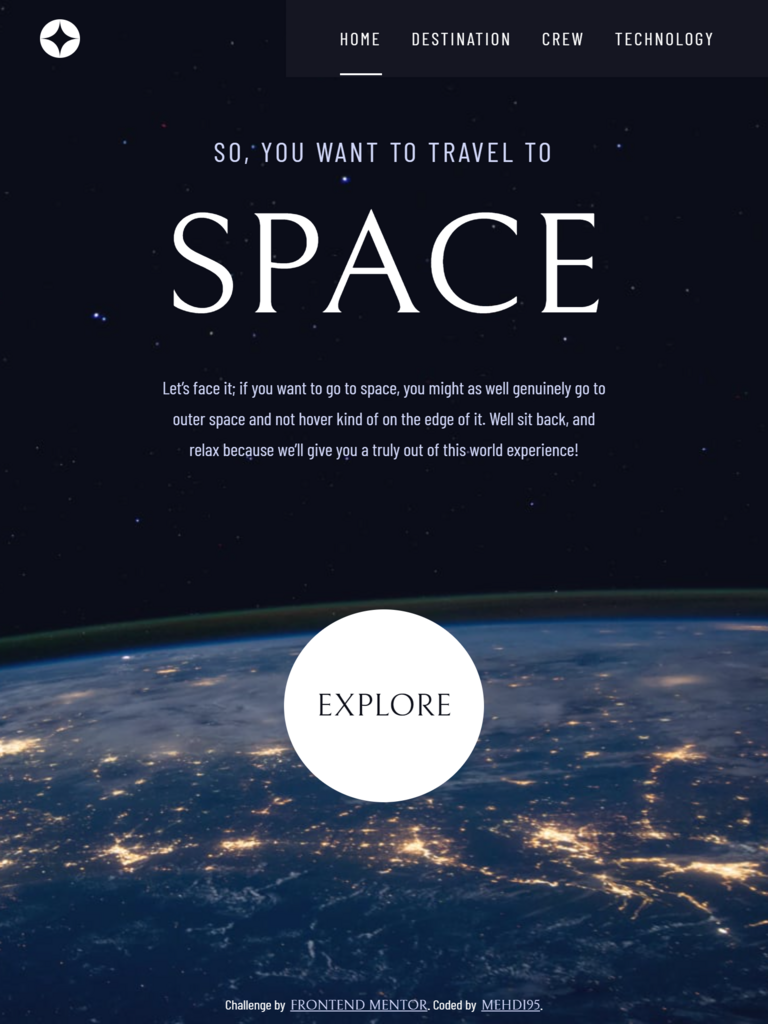 HOME DESTINATION CREW TECHNOLOGY
SO, YOU WANT TO TRAVEL TO
SPACE
Let’s face it; if you want to go to space, you might as well genuinely go to
outer space and not hover kind of on the edge of it. Well sit back, and
relax because we’ll give you a truly out of this world experience!
EXPLORE
Challenge by FRONTEND MENTOR. Coded by MEHDI95.